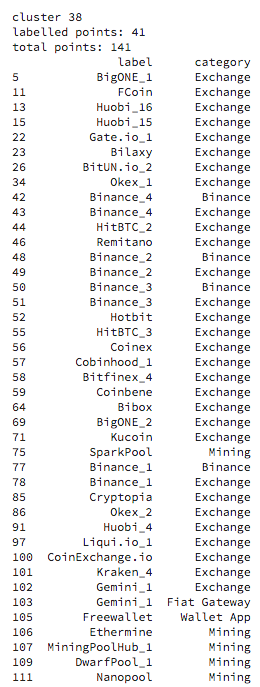 cluster 38
labelled points: 41
total points: 141
label category
5 BigONE_1 Exchange
11 FCoin Exchange
13 Huobi_16 Exchange
15 Huobi_15 Exchange
22 Gate.io_1 Exchange
23 Bilaxy Exchange
26 BitUN.io_2 Exchange
34 Okex_1 Exchange
42 Binance_4 Binance
43 Binance_4 Exchange
44 HitBTC_2 Exchange
46 Remitano Exchange
48 Binance_2 Binance
49 Binance_2 Exchange
50 Binance_3 Binance
51 Binance_3 Exchange
52 Hotbit Exchange
55 HitBTC_3 Exchange
56 Coinex Exchange
57 Cobinhood_1 Exchange
58 Bitfinex_4 Exchange
59 Coinbene Exchange
64 Bibox Exchange
69 BigONE_2 Exchange
71 Kucoin Exchange
75 SparkPool Mining
77 Binance_1 Binance
78 Binance_1 Exchange
85 Cryptopia Exchange
86 Okex_2 Exchange
91 Huobi_4 Exchange
97 Liqui.io_1 Exchange
100 CoinExchange.io Exchange
101 Kraken_4 Exchange
102 Gemini_1 Exchange
103 Gemini_1 Fiat Gateway
105 Freewallet Wallet App
106 Ethermine Mining
107 MiningPoolHub_1 Mining
109 DwarfPool_1 Mining
111 Nanopool Mining